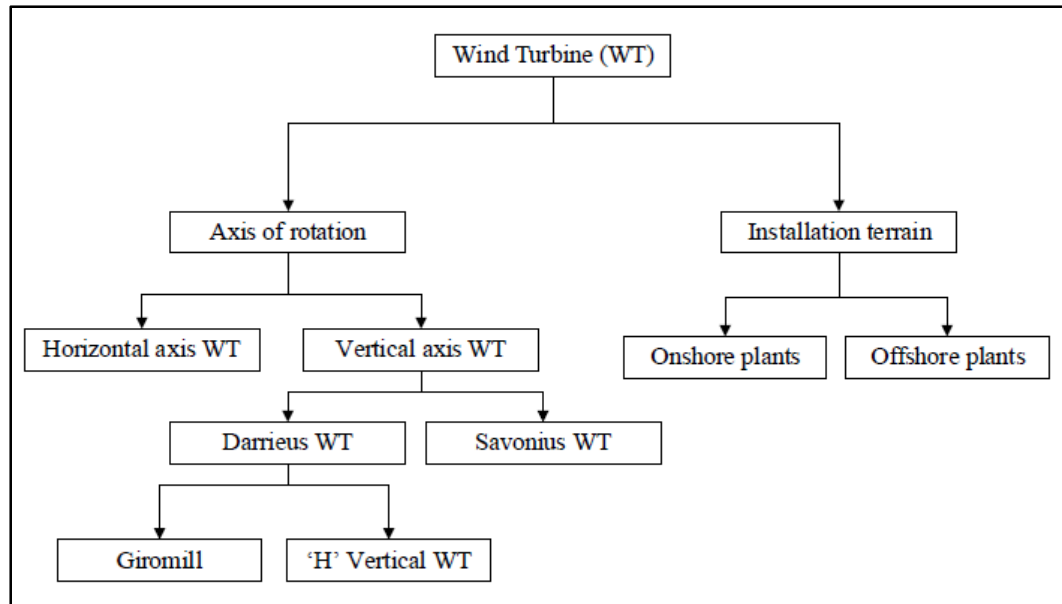 Wind Turbine (WT)
Axis of rotation
Installation terrain
Horizontal axis WT
Vertical axis WT
Onshore plants
Offshore plants
Darrieus WT
Savonius WT
Giromill
‘H’ Vertical WT